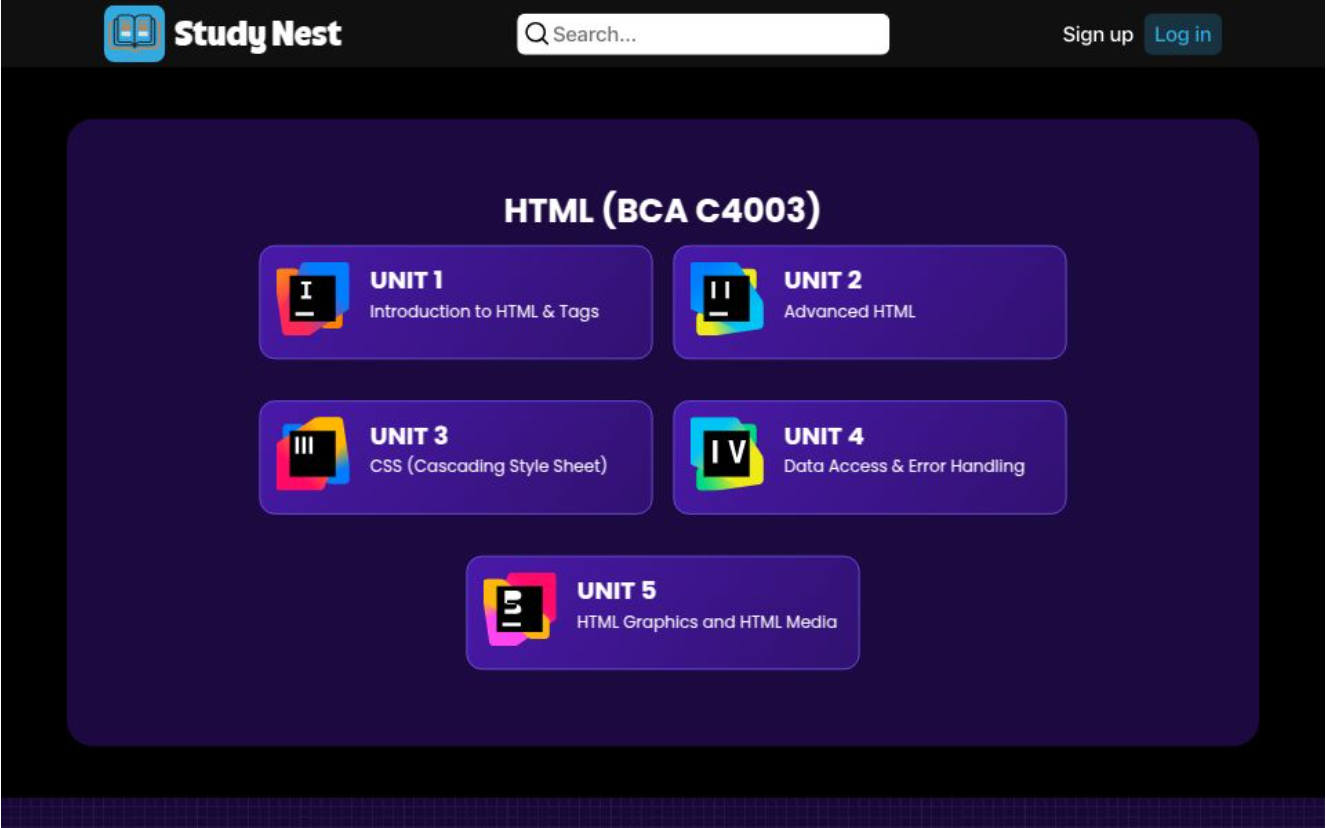 Study Nest
Search...
Sign up
Log in
HTML (BCA C4003)
I
UNIT 1
Introduction to HTML & Tags
II
UNIT 2
Advanced HTML
III
UNIT 3
CSS (Cascading Style Sheet)
IV
UNIT 4
Data Access & Error Handling
UNIT 5
HTML Graphics and HTML Media